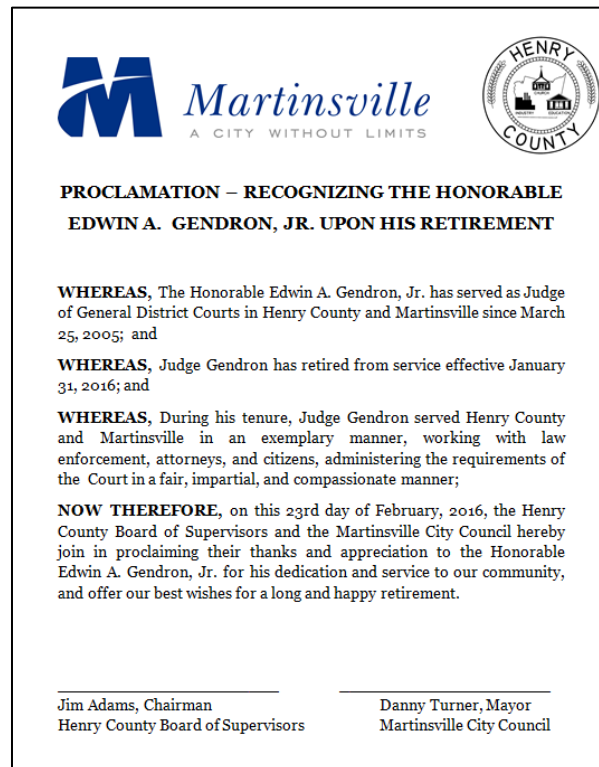 Martinsville
A CITY WITHOUT LIMITS
HENRY
CHURCH
INDUSTRY EDUCATION
COUNTY
PROCLAMATION – RECOGNIZING THE HONORABLE
EDWIN A. GENDRON, JR. UPON HIS RETIREMENT
WHEREAS, The Honorable Edwin A. Gendron, Jr. has served as Judge
of General District Courts in Henry County and Martinsville since March
25, 2005; and
WHEREAS, Judge Gendron has retired from service effective January
31, 2016; and
WHEREAS, During his tenure, Judge Gendron served Henry County
and Martinsville in an exemplary manner, working with law
enforcement, attorneys, and citizens, administering the requirements of
the Court in a fair, impartial, and compassionate manner;
NOW THEREFORE, on this 23rd day of February, 2016, the Henry
County Board of Supervisors and the Martinsville City Council hereby
join in proclaiming their thanks and appreciation to the Honorable
Edwin A. Gendron, Jr. for his dedication and service to our community,
and offer our best wishes for a long and happy retirement.
Jim Adams, Chairman
Henry County Board of Supervisors
Danny Turner, Mayor
Martinsville City Council